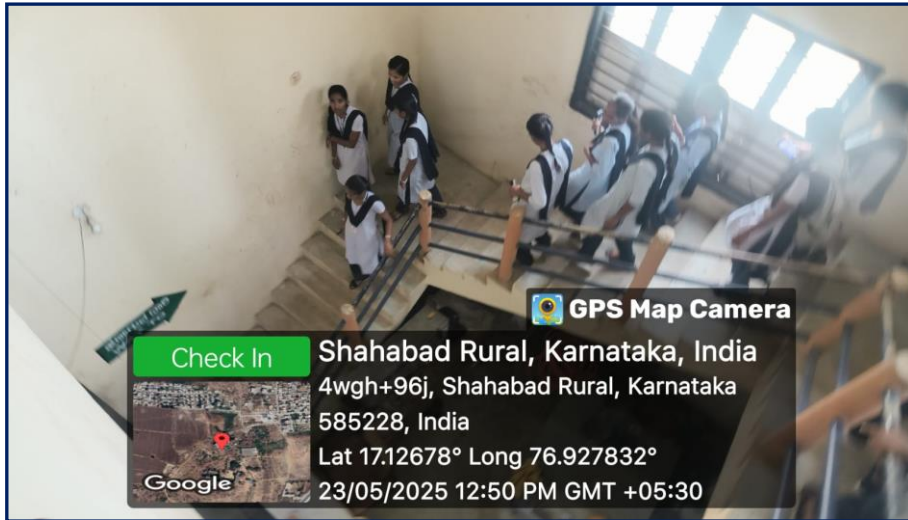 GPS Map Camera
Check In
Shahabad Rural, Karnataka, India
4wgh+96j, Shahabad Rural, Karnataka
585228, India
Lat 17.12678° Long 76.927832°
23/05/2025 12:50 PM GMT +05:30
Google